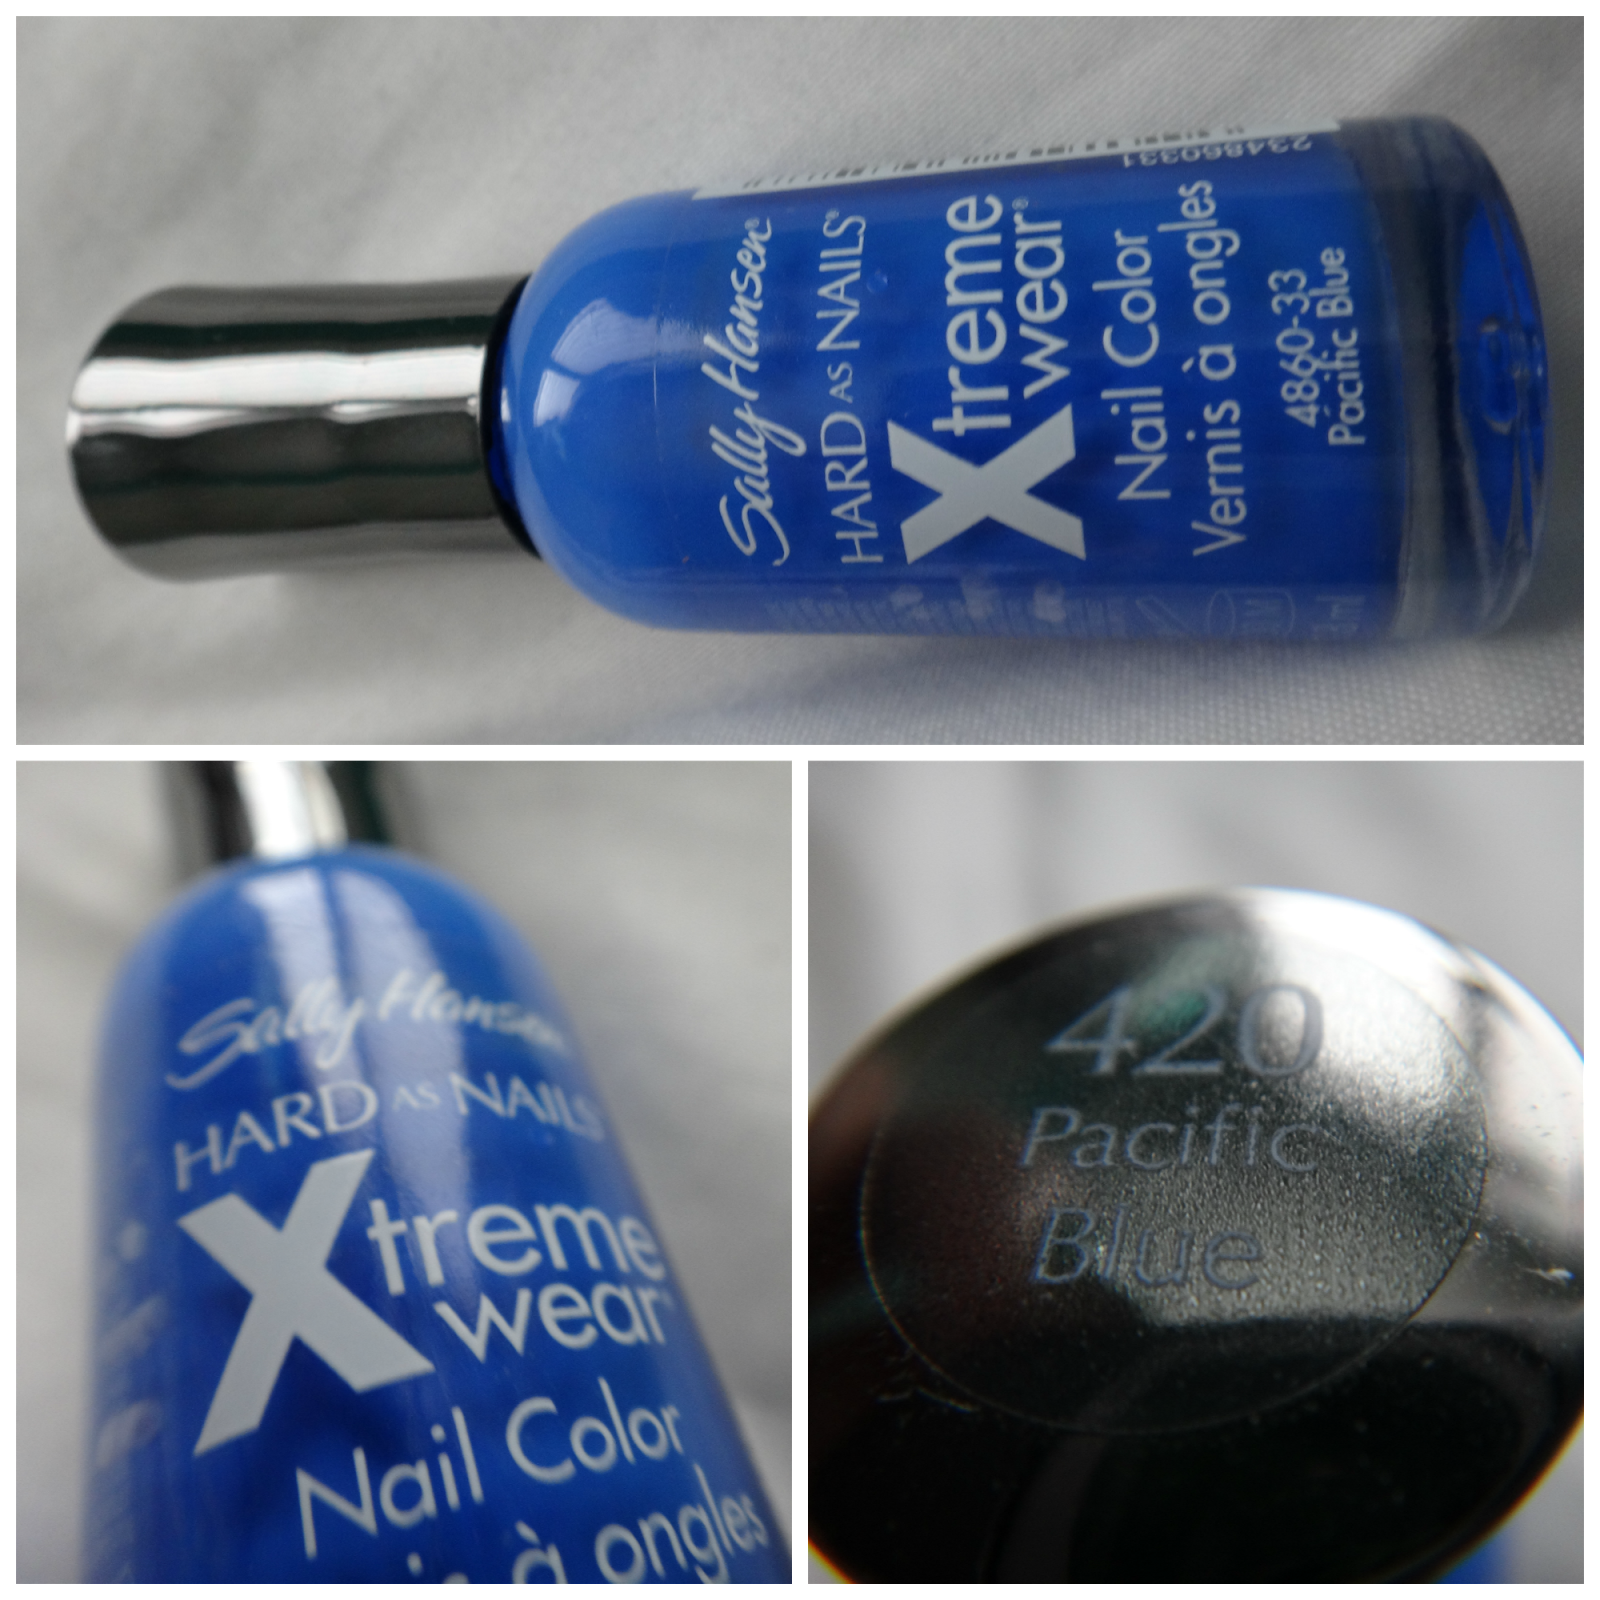 Sally Hansen®
HARD AS NAILS®
Xtreme
wear®
Nail Color
Vernis à ongles
4860-33
Pacific Blue
234860331
Sally Hansen
HARD AS NAILS
Xtreme
wear
Nail Color
à ongles
420
Pacific
Blue